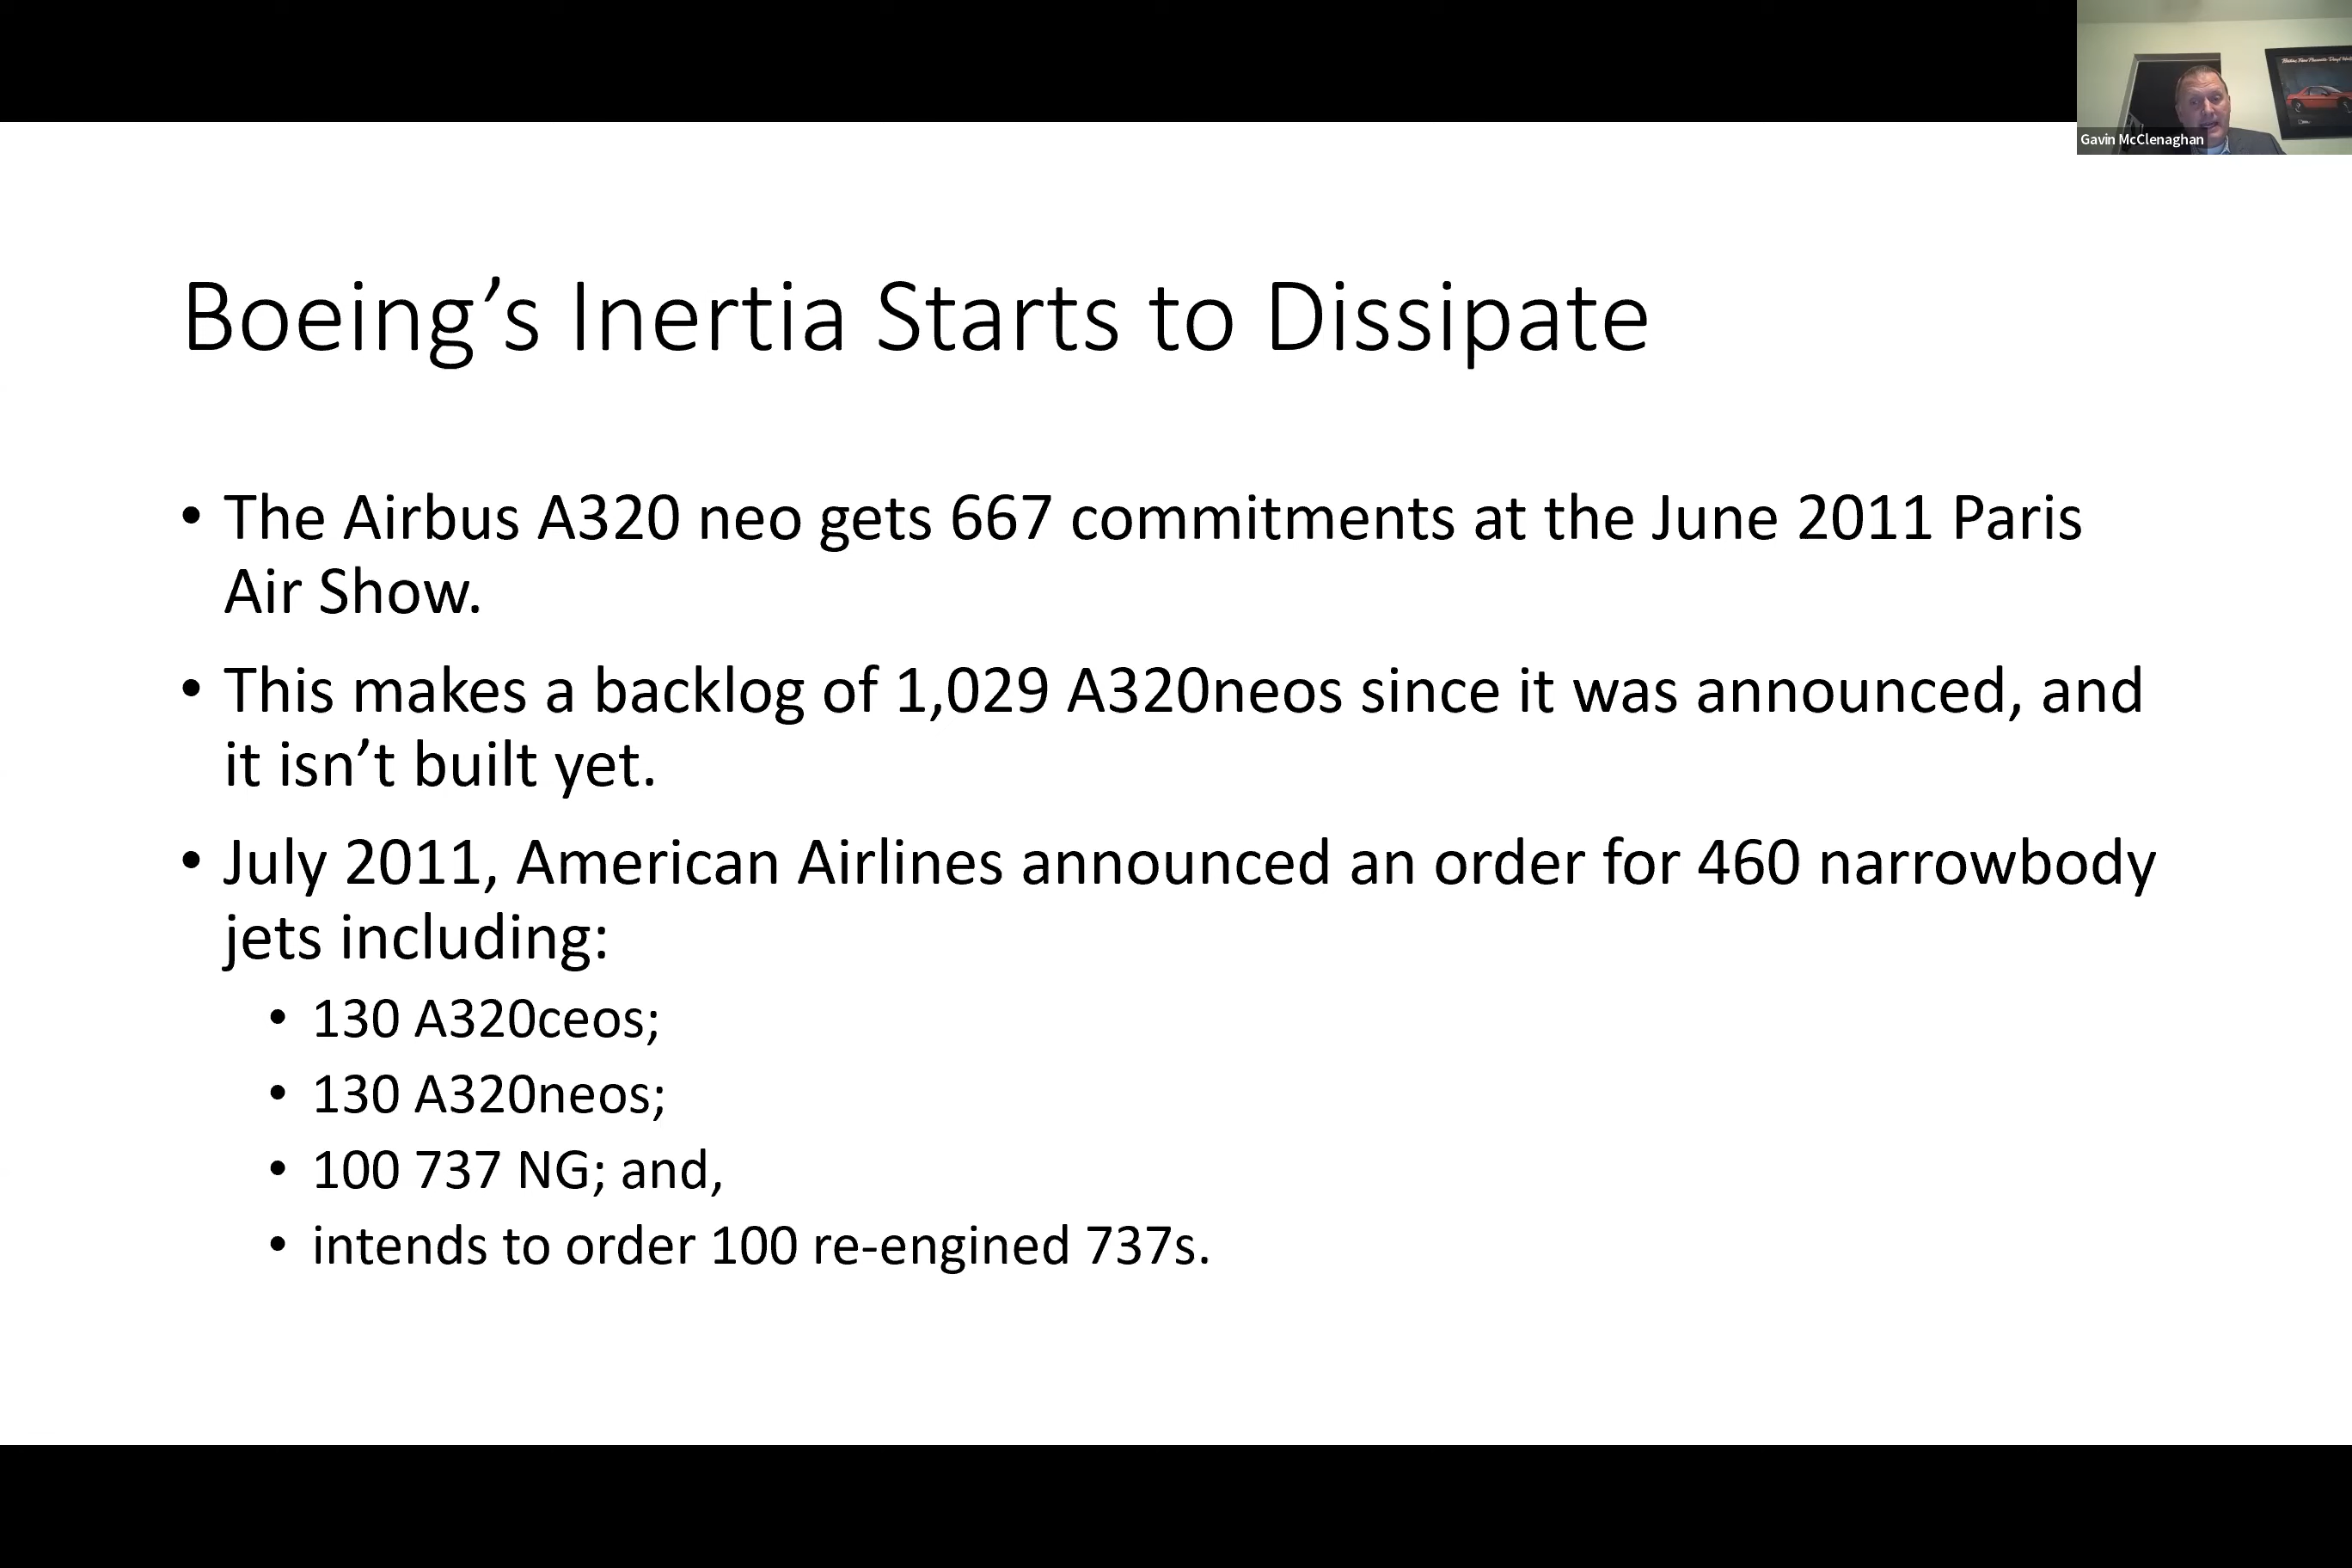 Gavin McClenaghan
Boeing’s Inertia Starts to Dissipate
• The Airbus A320 neo gets 667 commitments at the June 2011 Paris
Air Show.
• This makes a backlog of 1,029 A320neos since it was announced, and
it isn’t built yet.
• July 2011, American Airlines announced an order for 460 narrowbody
jets including:
• 130 A320ceos;
• 130 A320neos;
• 100 737 NG; and,
• intends to order 100 re-engined 737s.